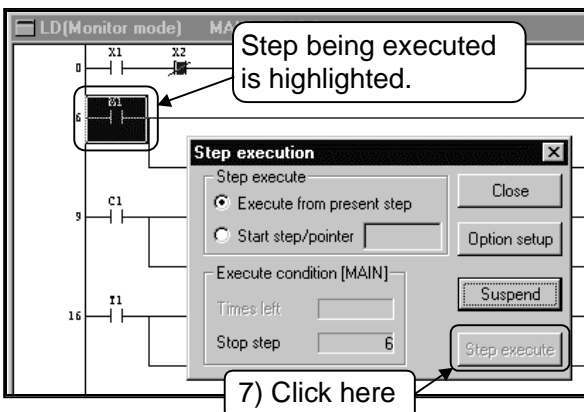 LD(Monitor mode) MA
Step being executed
is highlighted.
X1 X2
0
M1
6
Step execution
Step execute
Execute from present step
Start step/pointer
Close
Option setup
C1
9
Execute condition [MAIN]
Times left
Suspend
T1
16
Stop step 6
Step execute
7) Click here